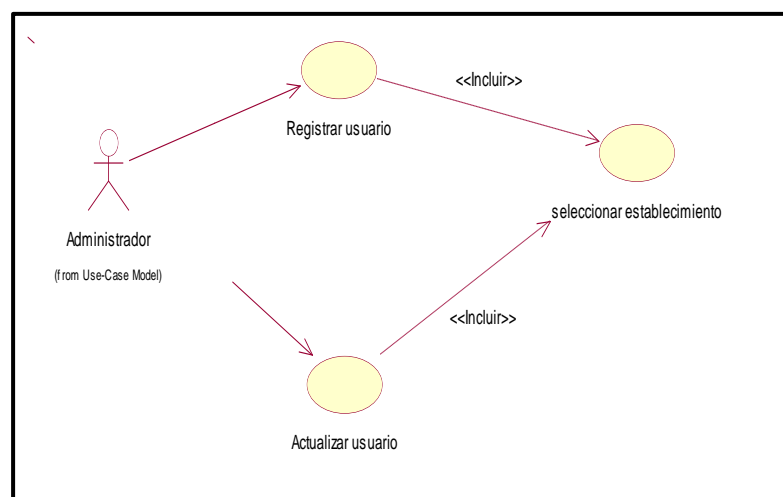 <<Incluir>>
Registrar usuario
seleccionar establecimiento
Administrador
(from Use-Case Model)
<<Incluir>>
Actualizar usuario